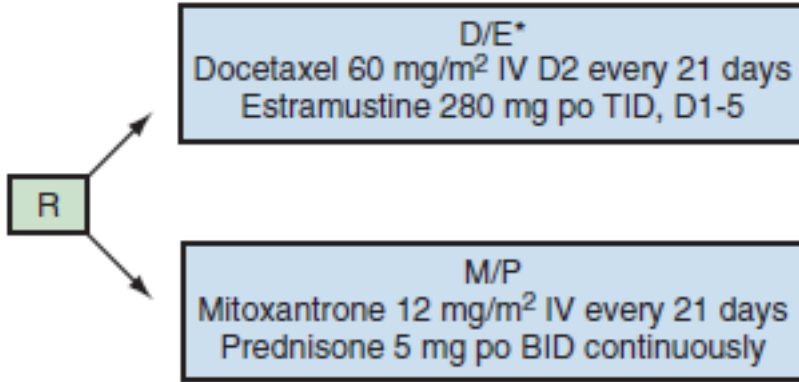 D/E*
Docetaxel 60 mg/m² IV D2 every 21 days
Estramustine 280 mg po TID, D1-5
R
M/P
Mitoxantrone 12 mg/m² IV every 21 days
Prednisone 5 mg po BID continuously